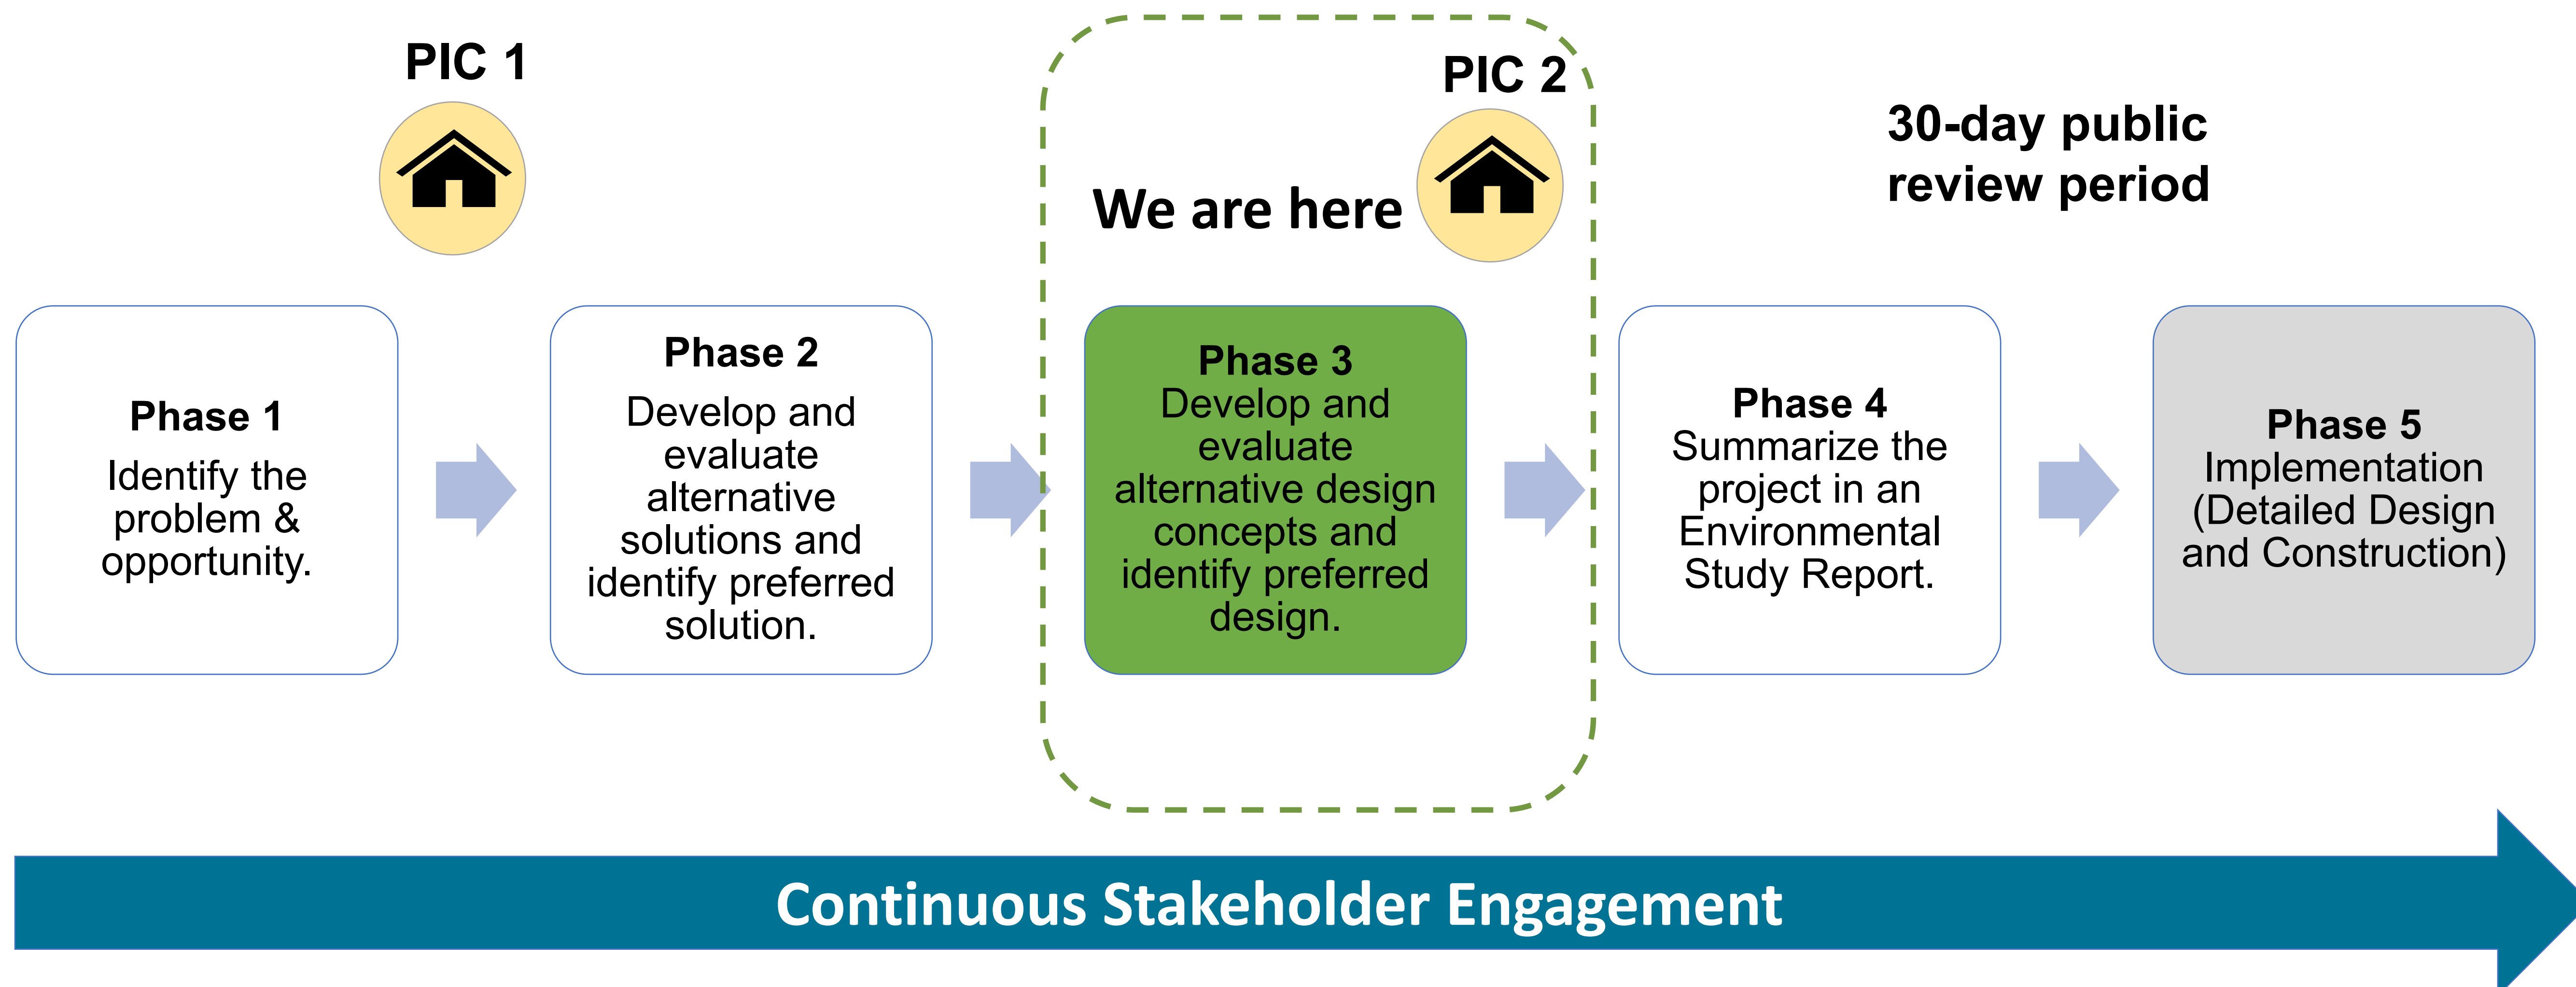 PIC 1
PIC 2
We are here
30-day public
review period
Phase 1
Identify the
problem &
opportunity.
Phase 2
Develop and
evaluate
alternative
solutions and
identify preferred
solution.
Phase 3
Develop and
evaluate
alternative design
concepts and
identify preferred
design.
Phase 4
Summarize the
project in an
Environmental
Study Report.
Phase 5
Implementation
(Detailed Design
and Construction)
Continuous Stakeholder Engagement